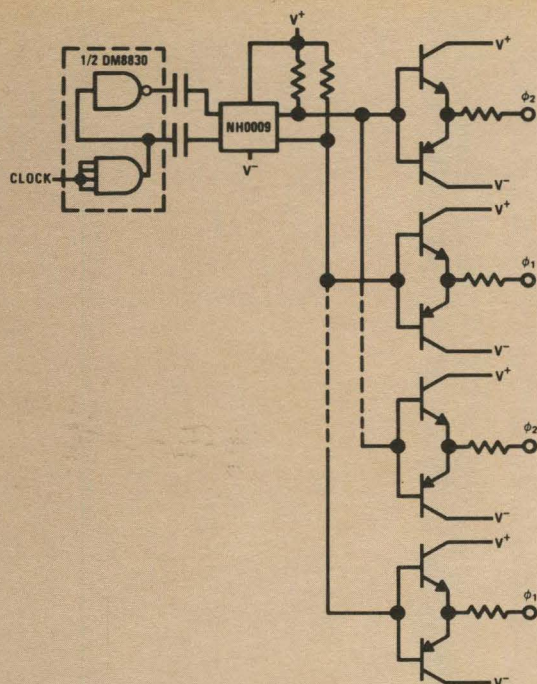 V+
1/2 DM8830
V+
φ2
NH0009
V−
CLOCK
V−
V+
φ1
V−
V+
φ2
V−
V+
φ1
V−